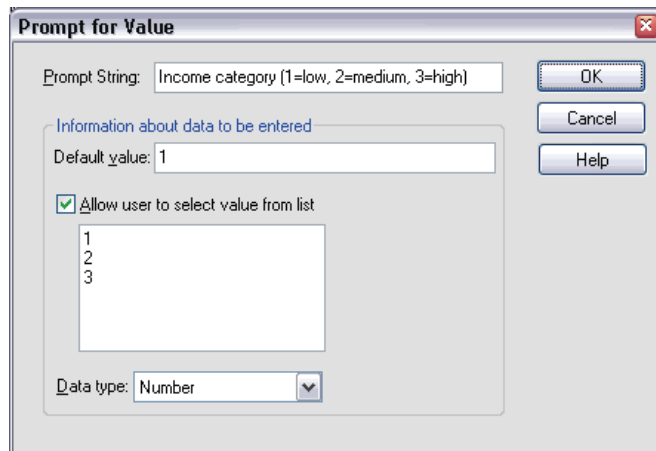 Prompt for Value
Prompt String: Income category (1=low, 2=medium, 3=high)
OK
Cancel
Help
Information about data to be entered
Default value: 1
Allow user to select value from list
1
2
3
Data type: Number